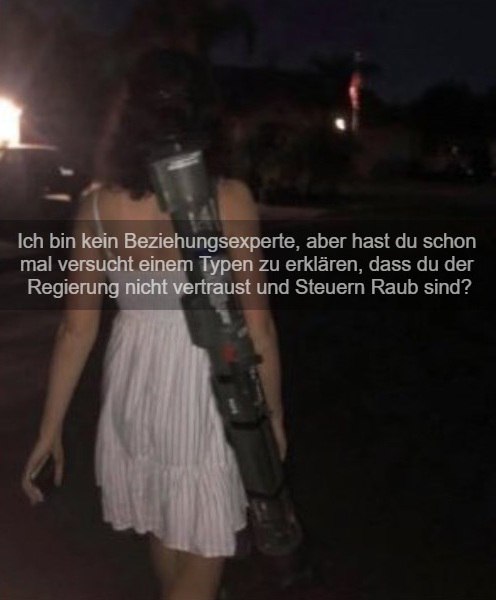 Ich bin kein Beziehungsexperte, aber hast du schon
mal versucht einem Typen zu erklären, dass du der
Regierung nicht vertraust und Steuern Raub sind?